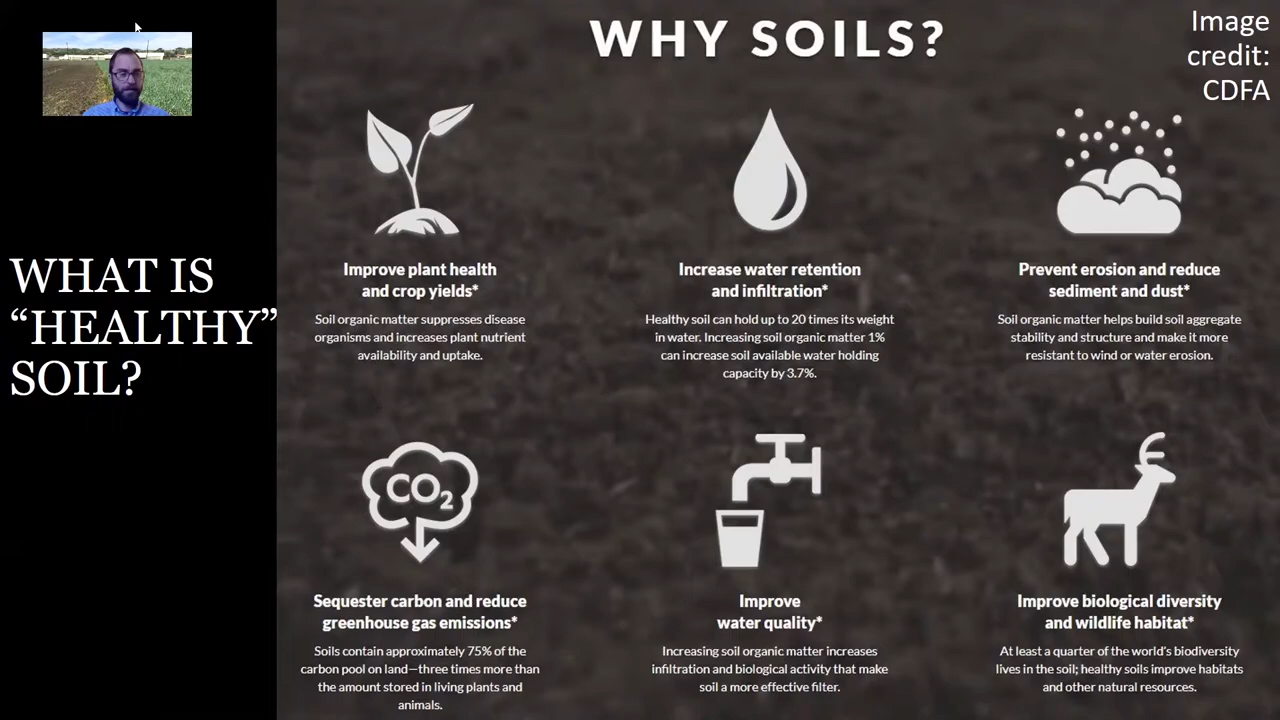 WHAT IS
“HEALTHY”
SOIL?
WHY SOILS?
Image
credit:
CDFA
Improve plant health
and crop yields*
Soil organic matter suppresses disease
organisms and increases plant nutrient
availability and uptake.
Increase water retention
and infiltration*
Healthy soil can hold up to 20 times its weight
in water. Increasing soil organic matter 1%
can increase soil available water holding
capacity by 3.7%.
Prevent erosion and reduce
sediment and dust*
Soil organic matter helps build soil aggregate
stability and structure and make it more
resistant to wind or water erosion.
CO₂
Sequester carbon and reduce
greenhouse gas emissions*
Soils contain approximately 75% of the
carbon pool on land—three times more than
the amount stored in living plants and
animals.
Improve
water quality*
Increasing soil organic matter increases
infiltration and biological activity that make
soil a more effective filter.
Improve biological diversity
and wildlife habitat*
At least a quarter of the world's biodiversity
lives in the soil; healthy soils improve habitats
and other natural resources.